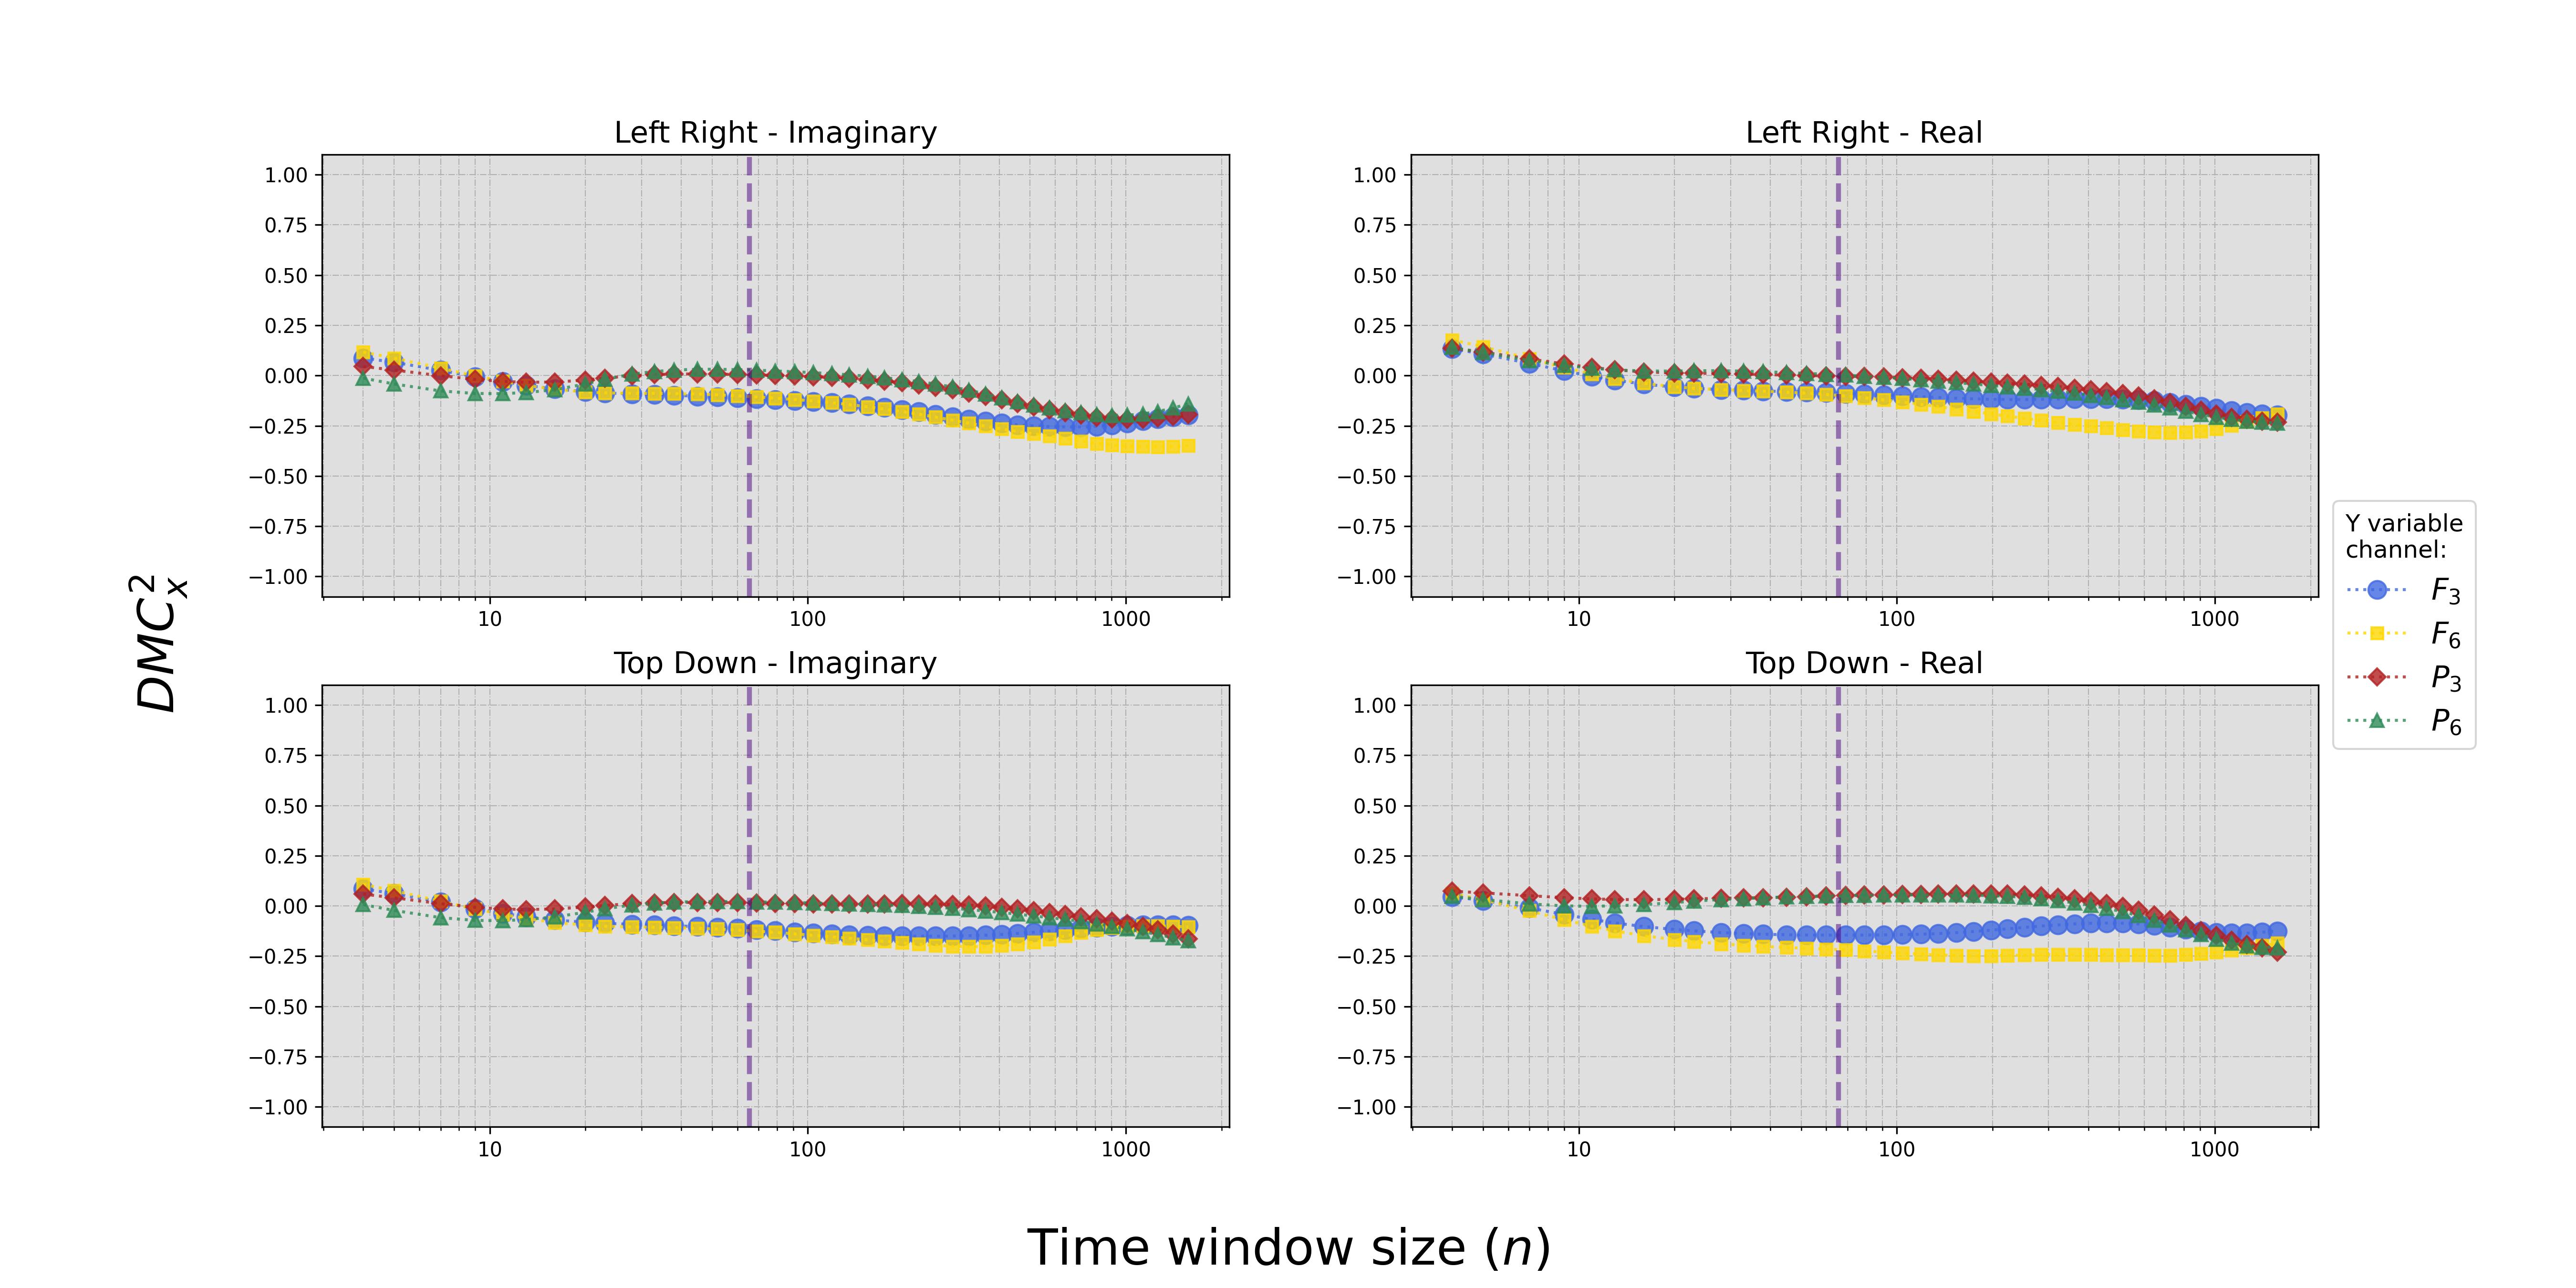 Left Right - Imaginary
1.00
0.75
0.50
0.25
0.00
−0.25
−0.50
−0.75
−1.00
10 100 1000
Left Right - Real
1.00
0.75
0.50
0.25
0.00
−0.25
−0.50
−0.75
−1.00
10 100 1000
Top Down - Imaginary
1.00
0.75
0.50
0.25
0.00
−0.25
−0.50
−0.75
−1.00
10 100 1000
Top Down - Real
1.00
0.75
0.50
0.25
0.00
−0.25
−0.50
−0.75
−1.00
10 100 1000
Y variable
channel:
F₃
F₆
P₃
P₆
DMCₓ²
Time window size (n)